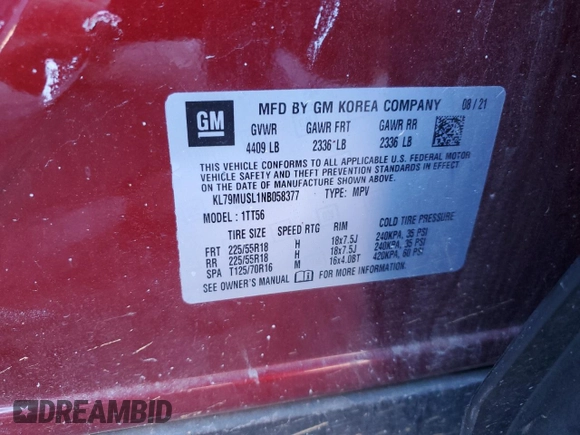 GM
MFD BY GM KOREA COMPANY 08/21
GVWR GAWR FRT GAWR RR
4409 LB 2336 LB 2336 LB
THIS VEHICLE CONFORMS TO ALL APPLICABLE U.S. FEDERAL MOTOR
VEHICLE SAFETY AND THEFT PREVENTION STANDARDS IN EFFECT
ON THE DATE OF MANUFACTURE SHOWN ABOVE.
KL79MUSL1NB058377 TYPE: MPV
MODEL: 1TT56
TIRE SIZE SPEED RTG RIM COLD TIRE PRESSURE
FRT 225/55R18 H 18x7.5J 240KPA, 35 PSI
RR 225/55R18 H 18x7.5J 240KPA, 35 PSI
SPA T125/70R16 M 16x4.0BT 420KPA, 60 PSI
SEE OWNER'S MANUAL FOR MORE INFORMATION.
DREAMBID